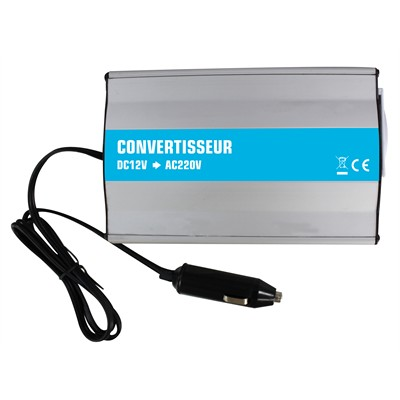 CONVERTISSEUR
DC12V ➔ AC220V
CE